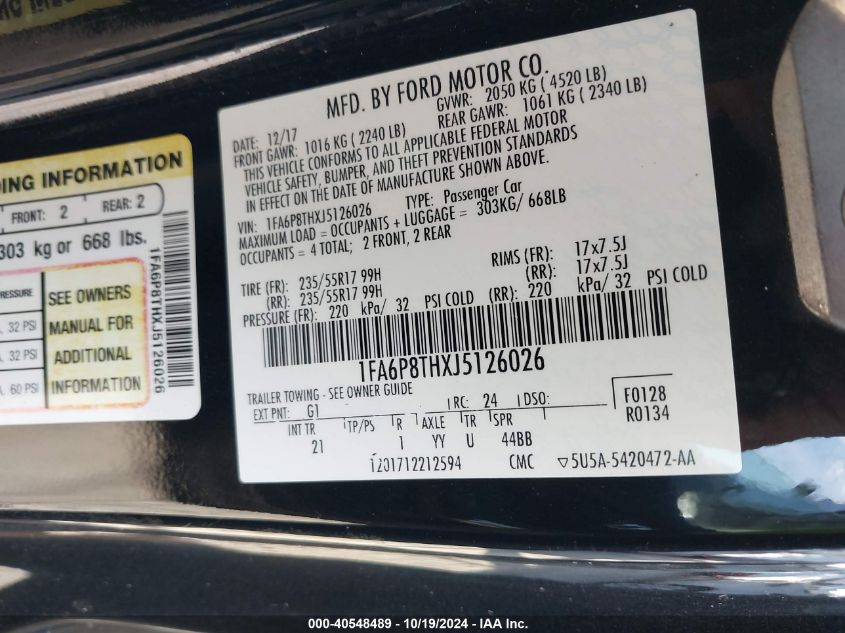 MFD. BY FORD MOTOR CO.
DATE: 12/17 GVWR: 2050 KG (4520 LB)
FRONT GAWR: 1016 KG (2240 LB) REAR GAWR: 1061 KG (2340 LB)
THIS VEHICLE CONFORMS TO ALL APPLICABLE FEDERAL MOTOR
VEHICLE SAFETY, BUMPER, AND THEFT PREVENTION STANDARDS
IN EFFECT ON THE DATE OF MANUFACTURE SHOWN ABOVE.
VIN: 1FA6P8THXJ5126026 TYPE: Passenger Car
MAXIMUM LOAD = OCCUPANTS + LUGGAGE = 303KG/ 668LB
OCCUPANTS = 4 TOTAL; 2 FRONT, 2 REAR
TIRE (FR): 235/55R17 99H RIMS (FR): 17x7.5J
(RR): 235/55R17 99H (RR): 17x7.5J
PRESSURE (FR): 220 kPa/ 32 PSI COLD (RR): 220 kPa/ 32 PSI COLD
1FA6P8THXJ5126026
TRAILER TOWING - SEE OWNER GUIDE
EXT PNT: G1 RC: 24 DSO: F0128
R0134
INT TR TP/PS R AXLE TR SPR
21 1 YY U 44BB
1201712212594 CMC ▽5U5A-5420472-AA
ING INFORMATION
FRONT: 2 REAR: 2
303 kg or 668 lbs.
RESSURE
32 PSI
32 PSI
60 PSI
SEE OWNERS
MANUAL FOR
ADDITIONAL
INFORMATION
1FA6P8THXJ5126026
000-40548489 - 10/19/2024 - IAA Inc.